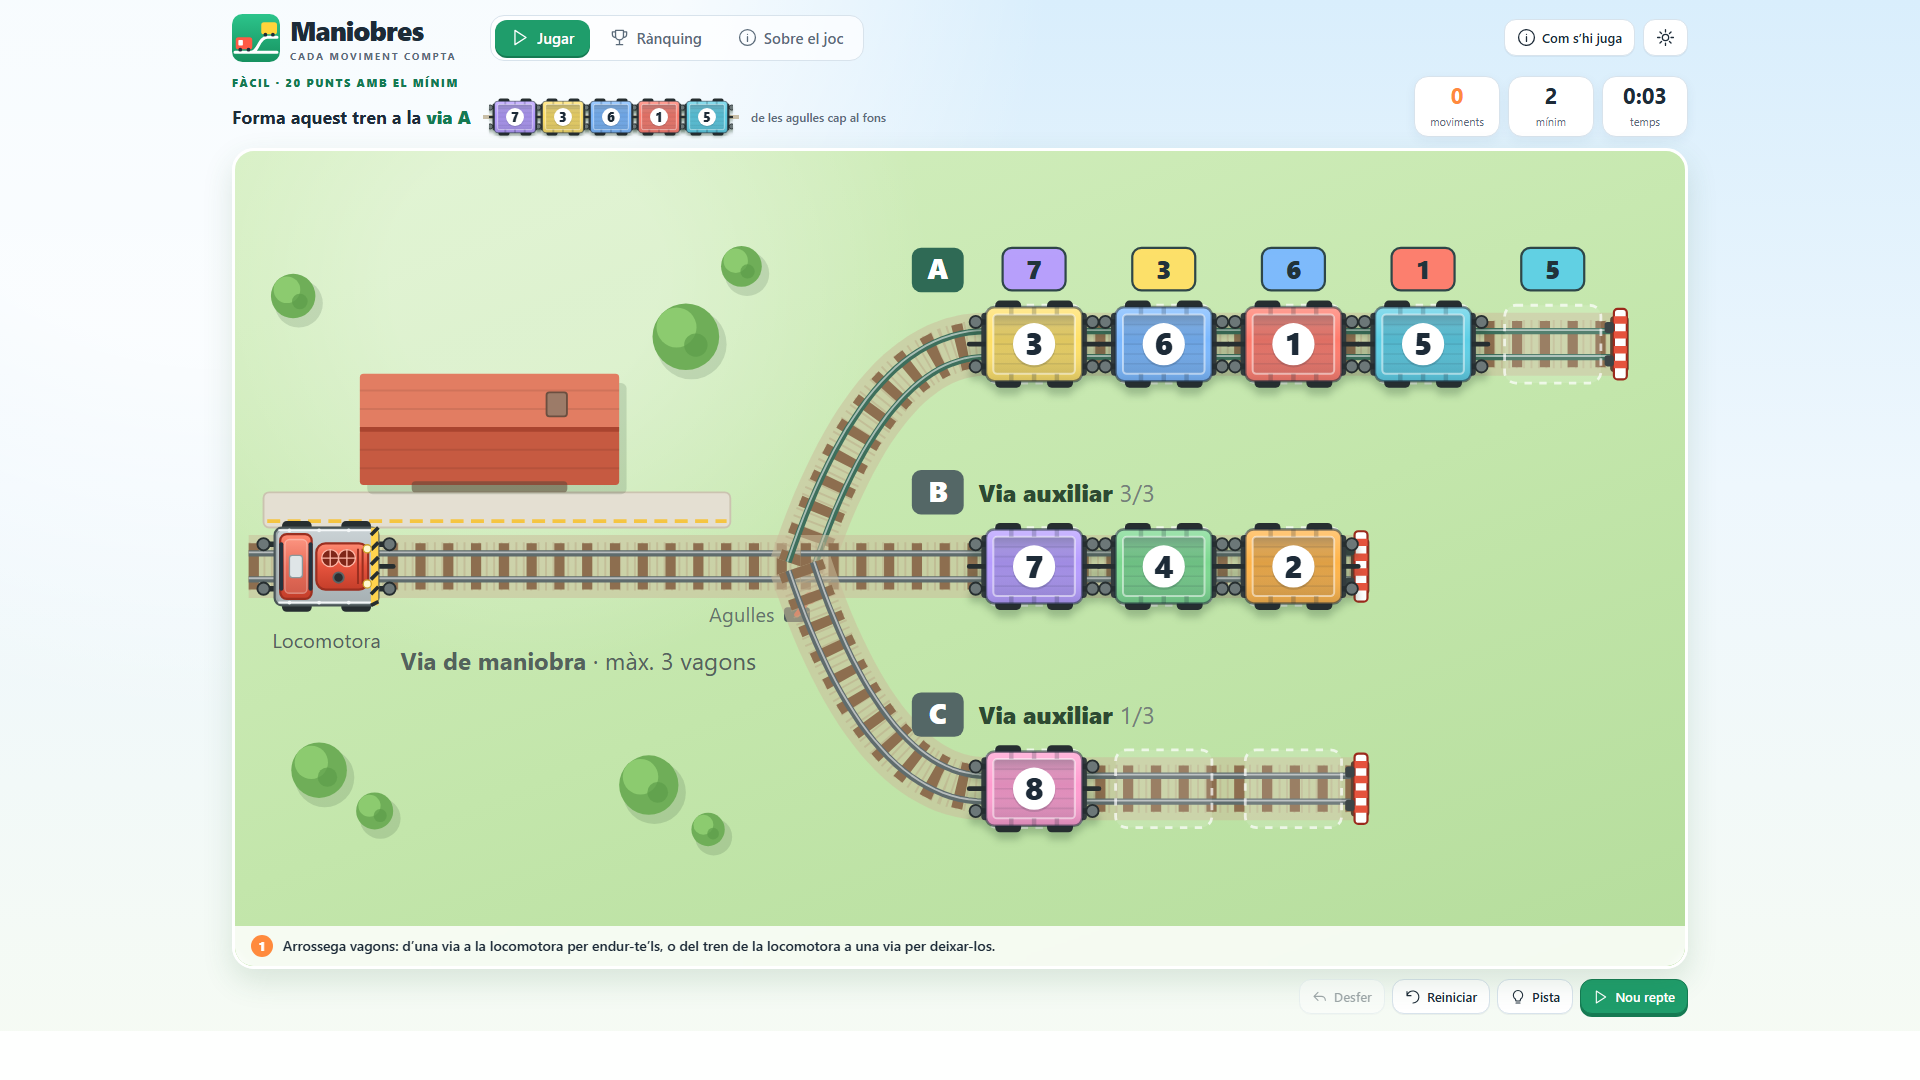 Maniobres
CADA MOVIMENT COMPTA
Jugar
Rànquing
Sobre el joc
Com s'hi juga
FÀCIL · 20 PUNTS AMB EL MÍNIM
Forma aquest tren a la via A
7 3 6 1 5
de les agulles cap al fons
0
moviments
2
mínim
0:03
temps
A 7 3 6 1 5
3 6 1 5
B Via auxiliar 3/3
7 4 2
Agulles
Locomotora
Via de maniobra · màx. 3 vagons
C Via auxiliar 1/3
8
1 Arrossega vagons: d'una via a la locomotora per endur-te'ls, o del tren de la locomotora a una via per deixar-los.
Desfer
Reiniciar
Pista
Nou repte